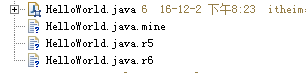 HelloWorld.java 6 16-12-2 下午8:23 itheim
HelloWorld.java.mine
HelloWorld.java.r5
HelloWorld.java.r6